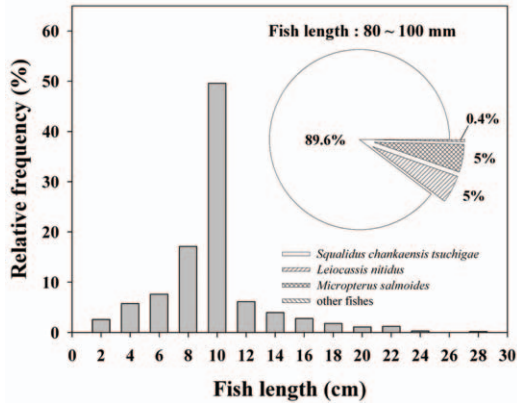 Fish length : 80 ~ 100 mm
0.4%
89.6%
5%
5%
Squalidus chankaensis tsuchigae
Leiocassis nitidus
Micropterus salmoides
other fishes
Relative frequency (%)
60
50
40
30
20
10
0
0 2 4 6 8 10 12 14 16 18 20 22 24 26 28 30
Fish length (cm)